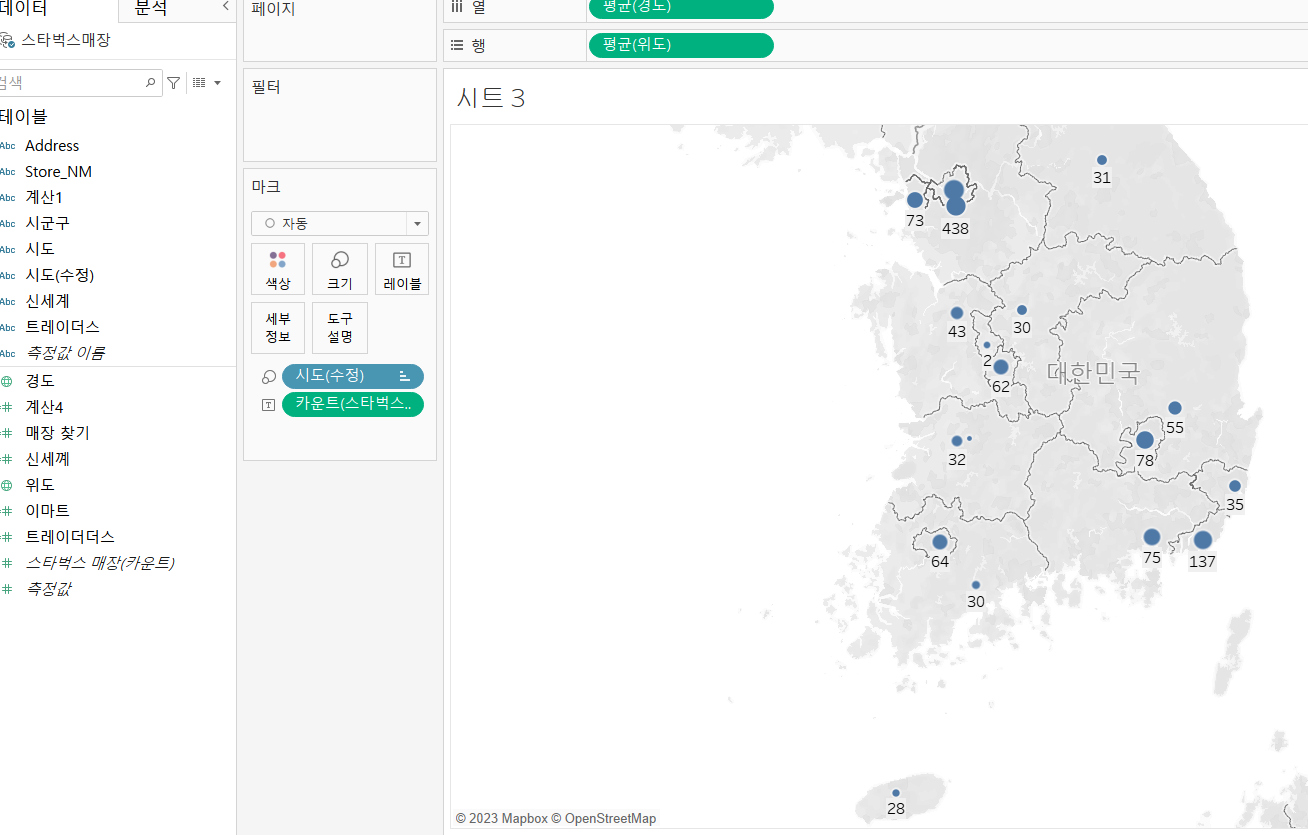 데이터
분석
스타벅스매장
검색
테이블
Abc Address
Abc Store_NM
Abc 계산1
Abc 시군구
Abc 시도
Abc 시도(수정)
Abc 신세계
Abc 트레이더스
Abc 측정값 이름
경도
계산4
매장 찾기
신세꼐
위도
이마트
트레이더더스
스타벅스 매장(카운트)
측정값
페이지
필터
마크
자동
색상
크기
레이블
세부
정보
도구
설명
시도(수정)
카운트(스타벅스..
열
평균(경도)
행
평균(위도)
시트 3
31
73
438
43
30
2
62
대한민국
55
78
32
35
64
75
137
30
28
© 2023 Mapbox © OpenStreetMap